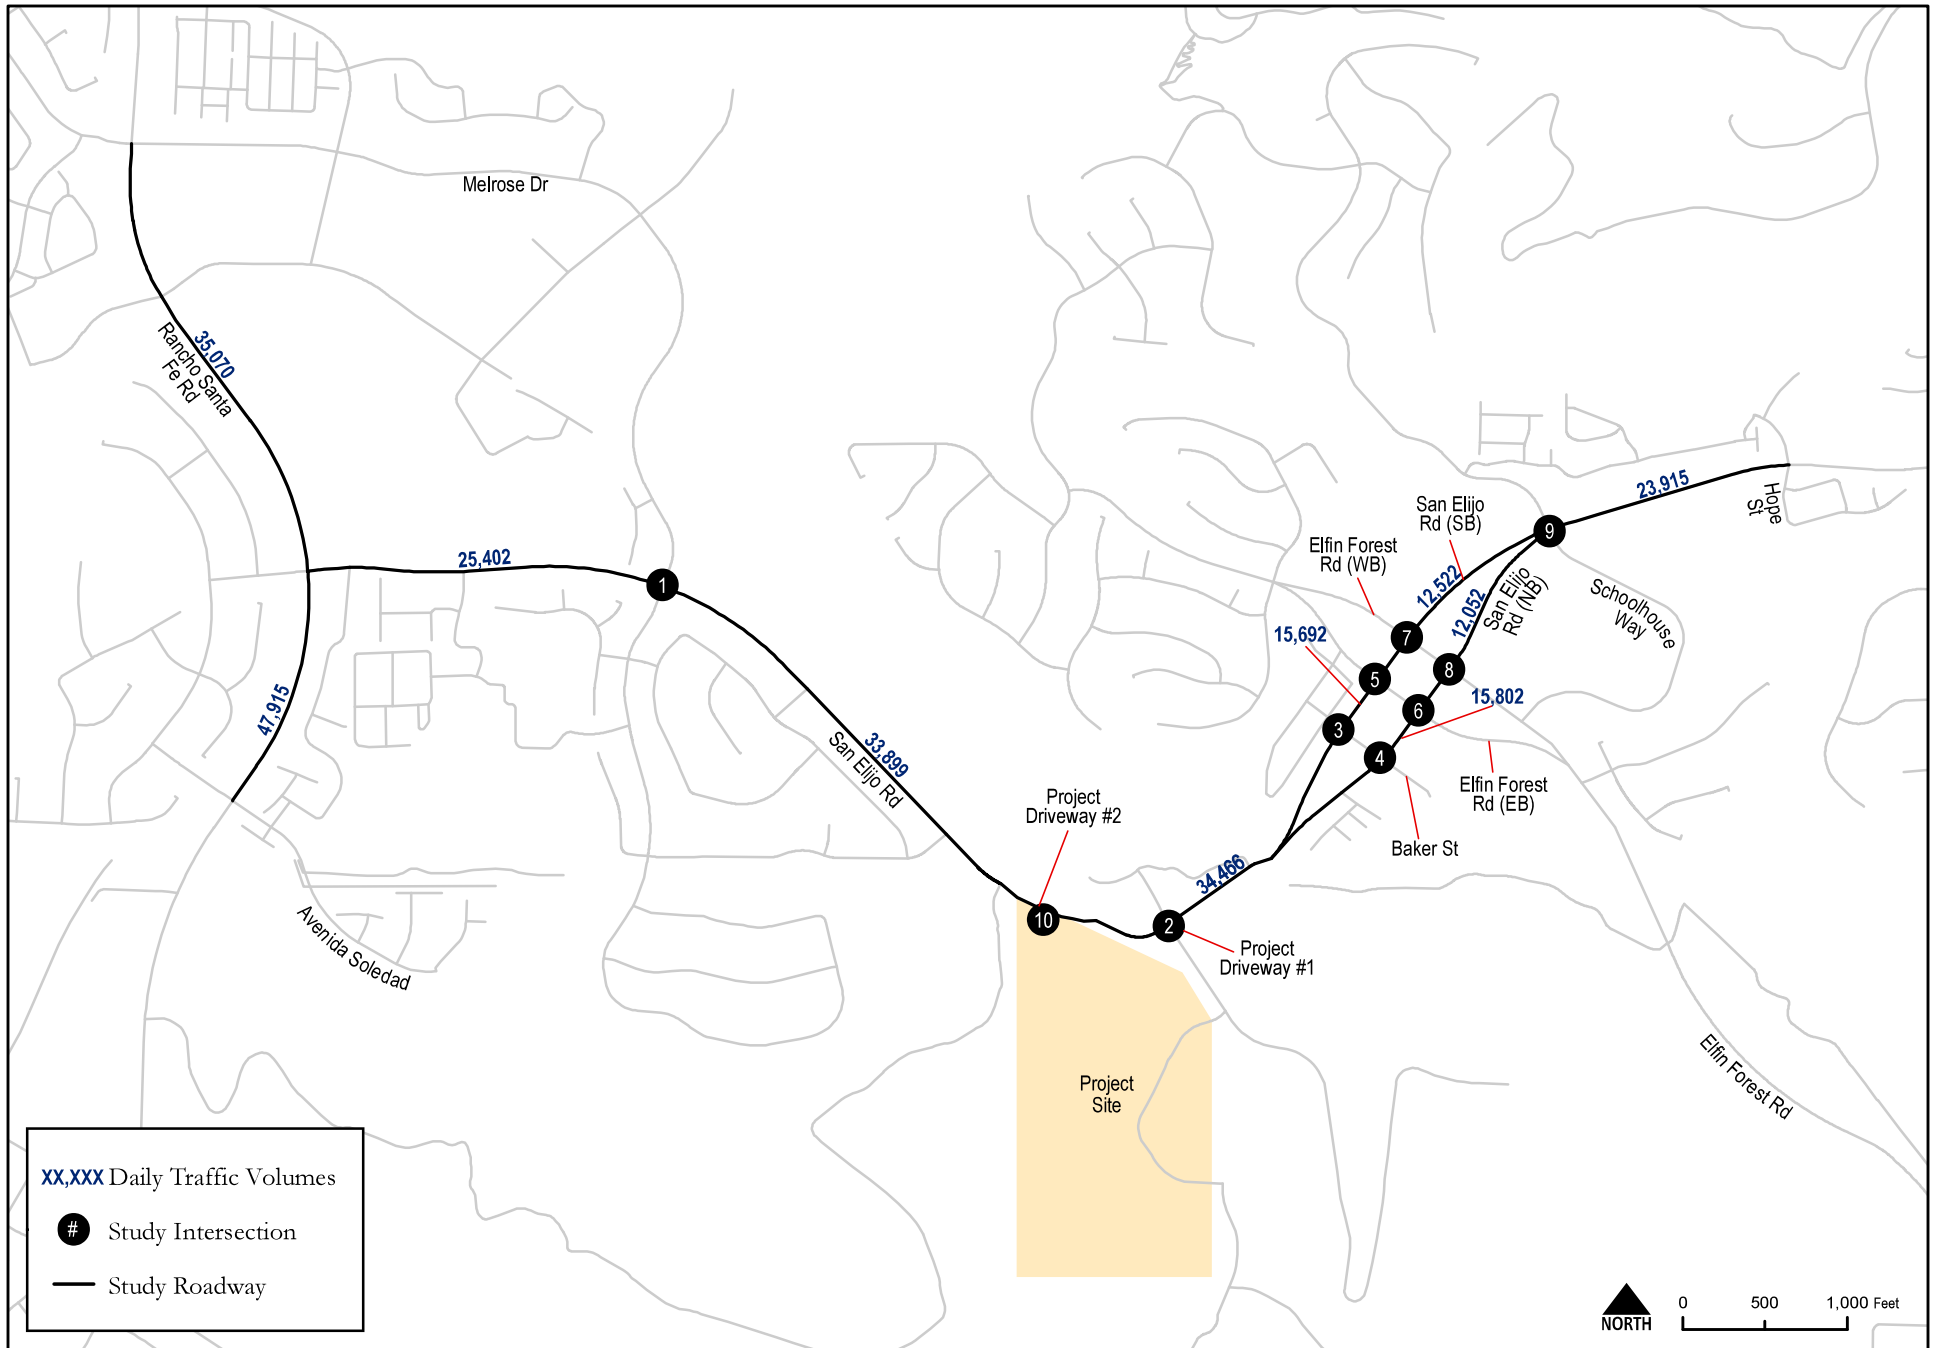 Melrose Dr
35,070
Rancho Santa
Fe Rd
25,402
1
47,915
33,899
San Elijo Rd
Avenida Soledad
Project
Driveway #2
10
2
Project
Driveway #1
34,466
Project
Site
San Elijo
Rd (SB)
Elfin Forest
Rd (WB)
12,522
12,052
San Elijo
Rd (NB)
15,692
7
5
3
8
6
4
9
15,802
23,915
Hope
St
Schoolhouse
Way
Elfin Forest
Rd (EB)
Baker St
Elfin Forest Rd
XX,XXX Daily Traffic Volumes
# Study Intersection
Study Roadway
NORTH
0 500 1,000 Feet